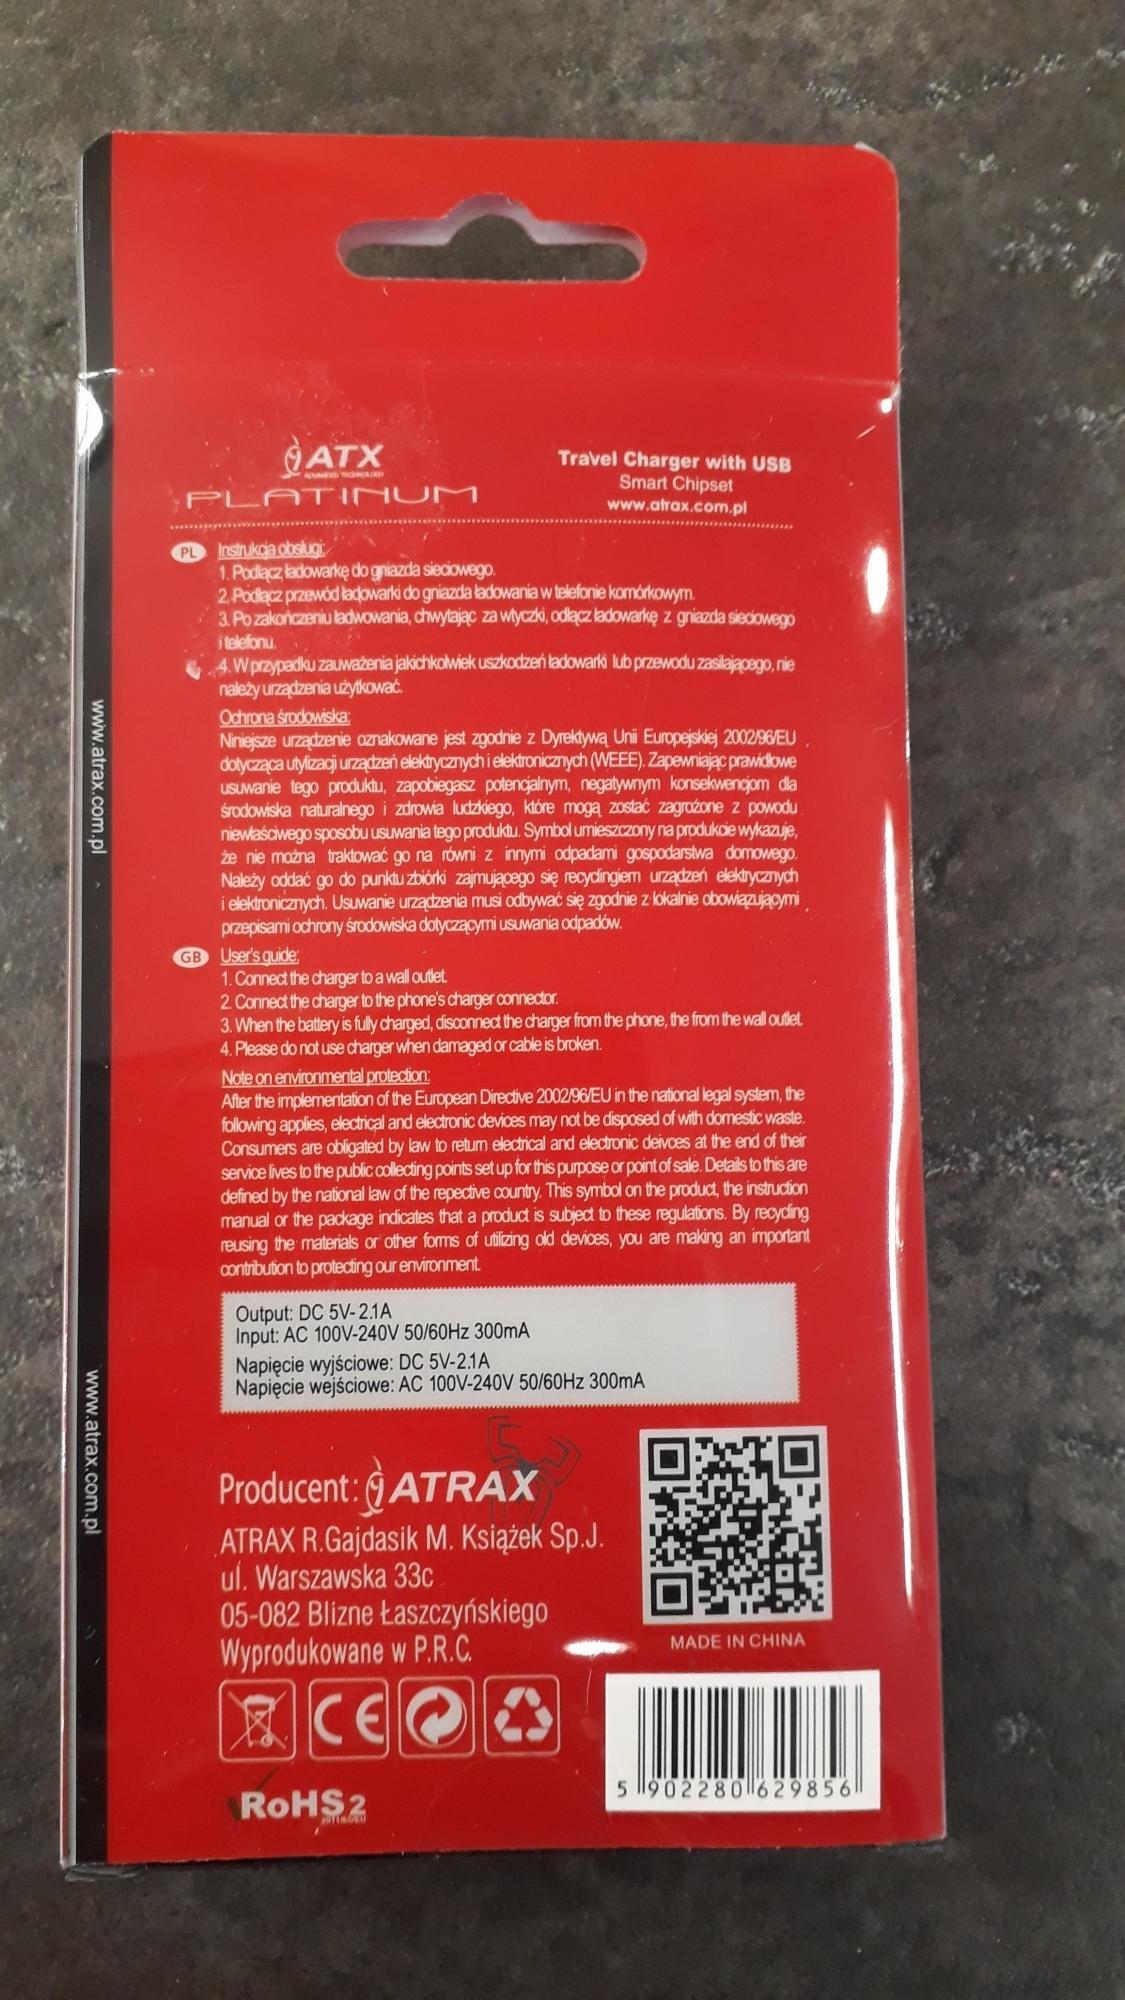 ATX
ADVANCED TECHNOLOGY
PLATINUM
Travel Charger with USB
Smart Chipset
www.atrax.com.pl
PL Instrukcja obsługi:
1. Podłącz ładowarkę do gniazda sieciowego.
2. Podłącz przewód ładowarki do gniazda ładowania w telefonie komórkowym.
3. Po zakończeniu ładwowania, chwytając za wtyczki, odłącz ładowarkę z gniazda sieciowego
i telefonu.
4. W przypadku zauważenia jakichkolwiek uszkodzeń ładowarki lub przewodu zasilającego, nie
należy urządzenia użytkować.
Ochrona środowiska:
Niniejsze urządzenie oznakowane jest zgodnie z Dyrektywą Unii Europejskiej 2002/96/EU
dotycząca utylizacji urządzeń elektrycznych i elektronicznych (WEEE). Zapewniając prawidłowe
usuwanie tego produktu, zapobiegasz potencjalnym, negatywnym konsekwencjom dla
środowiska naturalnego i zdrowia ludzkiego, które mogą zostać zagrożone z powodu
niewłaściwego sposobu usuwania tego produktu. Symbol umieszczony na produkcie wykazuje,
że nie można traktować go na równi z innymi odpadami gospodarstwa domowego.
Należy oddać go do punktu zbiórki zajmującego się recyclingiem urządzeń elektrycznych
i elektronicznych. Usuwanie urządzenia musi odbywać się zgodnie z lokalnie obowiązującymi
przepisami ochrony środowiska dotyczącymi usuwania odpadów.
GB User's guide:
1. Connect the charger to a wall outlet.
2. Connect the charger to the phone's charger connector.
3. When the battery is fully charged, disconnect the charger from the phone, the from the wall outlet.
4. Please do not use charger when damaged or cable is broken.
Note on environmental protection:
After the implementation of the European Directive 2002/96/EU in the national legal system, the
following applies, electrical and electronic devices may not be disposed of with domestic waste.
Consumers are obligated by law to return electrical and electronic deivces at the end of their
service lives to the public collecting points set up for this purpose or point of sale. Details to this are
defined by the national law of the repective country. This symbol on the product, the instruction
manual or the package indicates that a product is subject to these regulations. By recycling
reusing the materials or other forms of utilizing old devices, you are making an important
contribution to protecting our environment.
Output: DC 5V-2.1A
Input: AC 100V-240V 50/60Hz 300mA
Napięcie wyjściowe: DC 5V-2.1A
Napięcie wejściowe: AC 100V-240V 50/60Hz 300mA
Producent: ATRAX
ATRAX R.Gajdasik M. Książek Sp.J.
ul. Warszawska 33c
05-082 Blizne Łaszczyńskiego
Wyprodukowane w P.R.C.
MADE IN CHINA
CE
RoHS 2
2011/65/EU
5 902280 629856
www.atrax.com.pl
www.atrax.com.pl